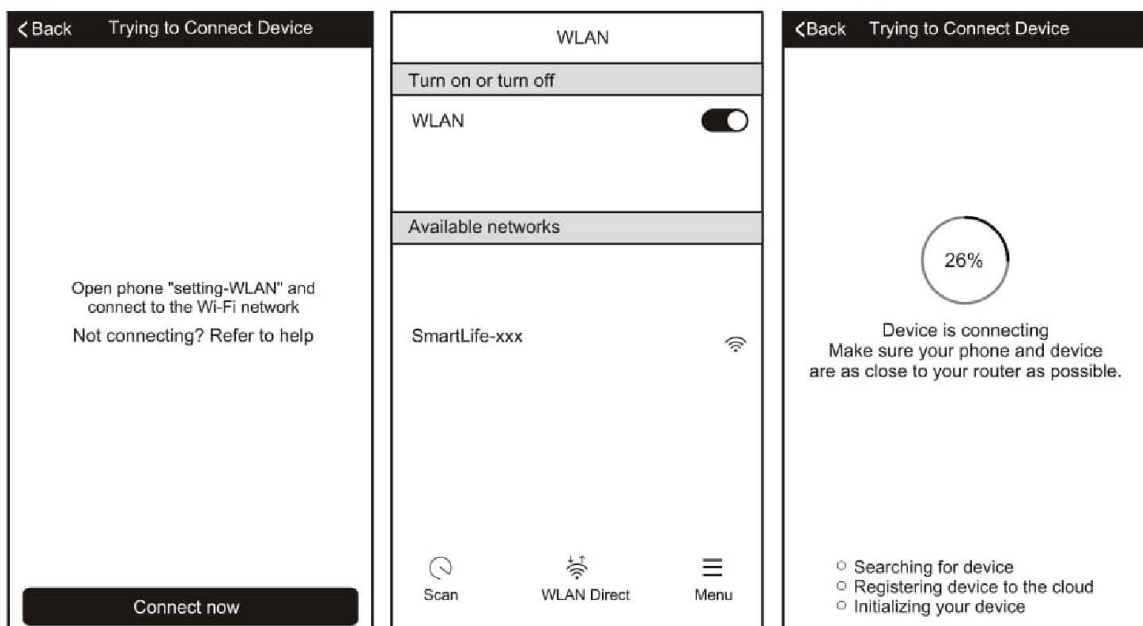 Back Trying to Connect Device
Open phone "setting-WLAN" and
connect to the Wi-Fi network
Not connecting? Refer to help
Connect now
WLAN
Turn on or turn off
WLAN
Available networks
SmartLife-xxx
Scan WLAN Direct Menu
Back Trying to Connect Device
26%
Device is connecting
Make sure your phone and device
are as close to your router as possible.
Searching for device
Registering device to the cloud
Initializing your device